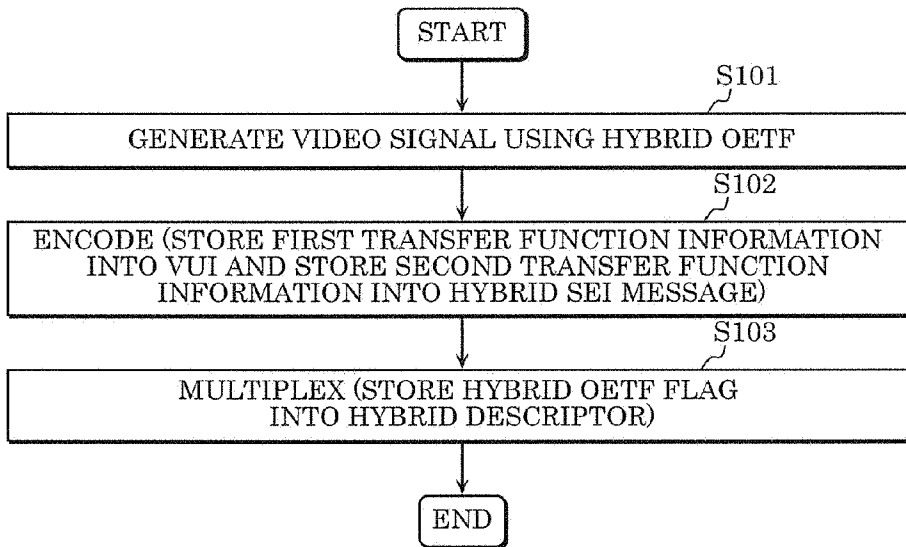 START
S101
GENERATE VIDEO SIGNAL USING HYBRID OETF
S102
ENCODE (STORE FIRST TRANSFER FUNCTION INFORMATION
INTO VUI AND STORE SECOND TRANSFER FUNCTION
INFORMATION INTO HYBRID SEI MESSAGE)
S103
MULTIPLEX (STORE HYBRID OETF FLAG
INTO HYBRID DESCRIPTOR)
END